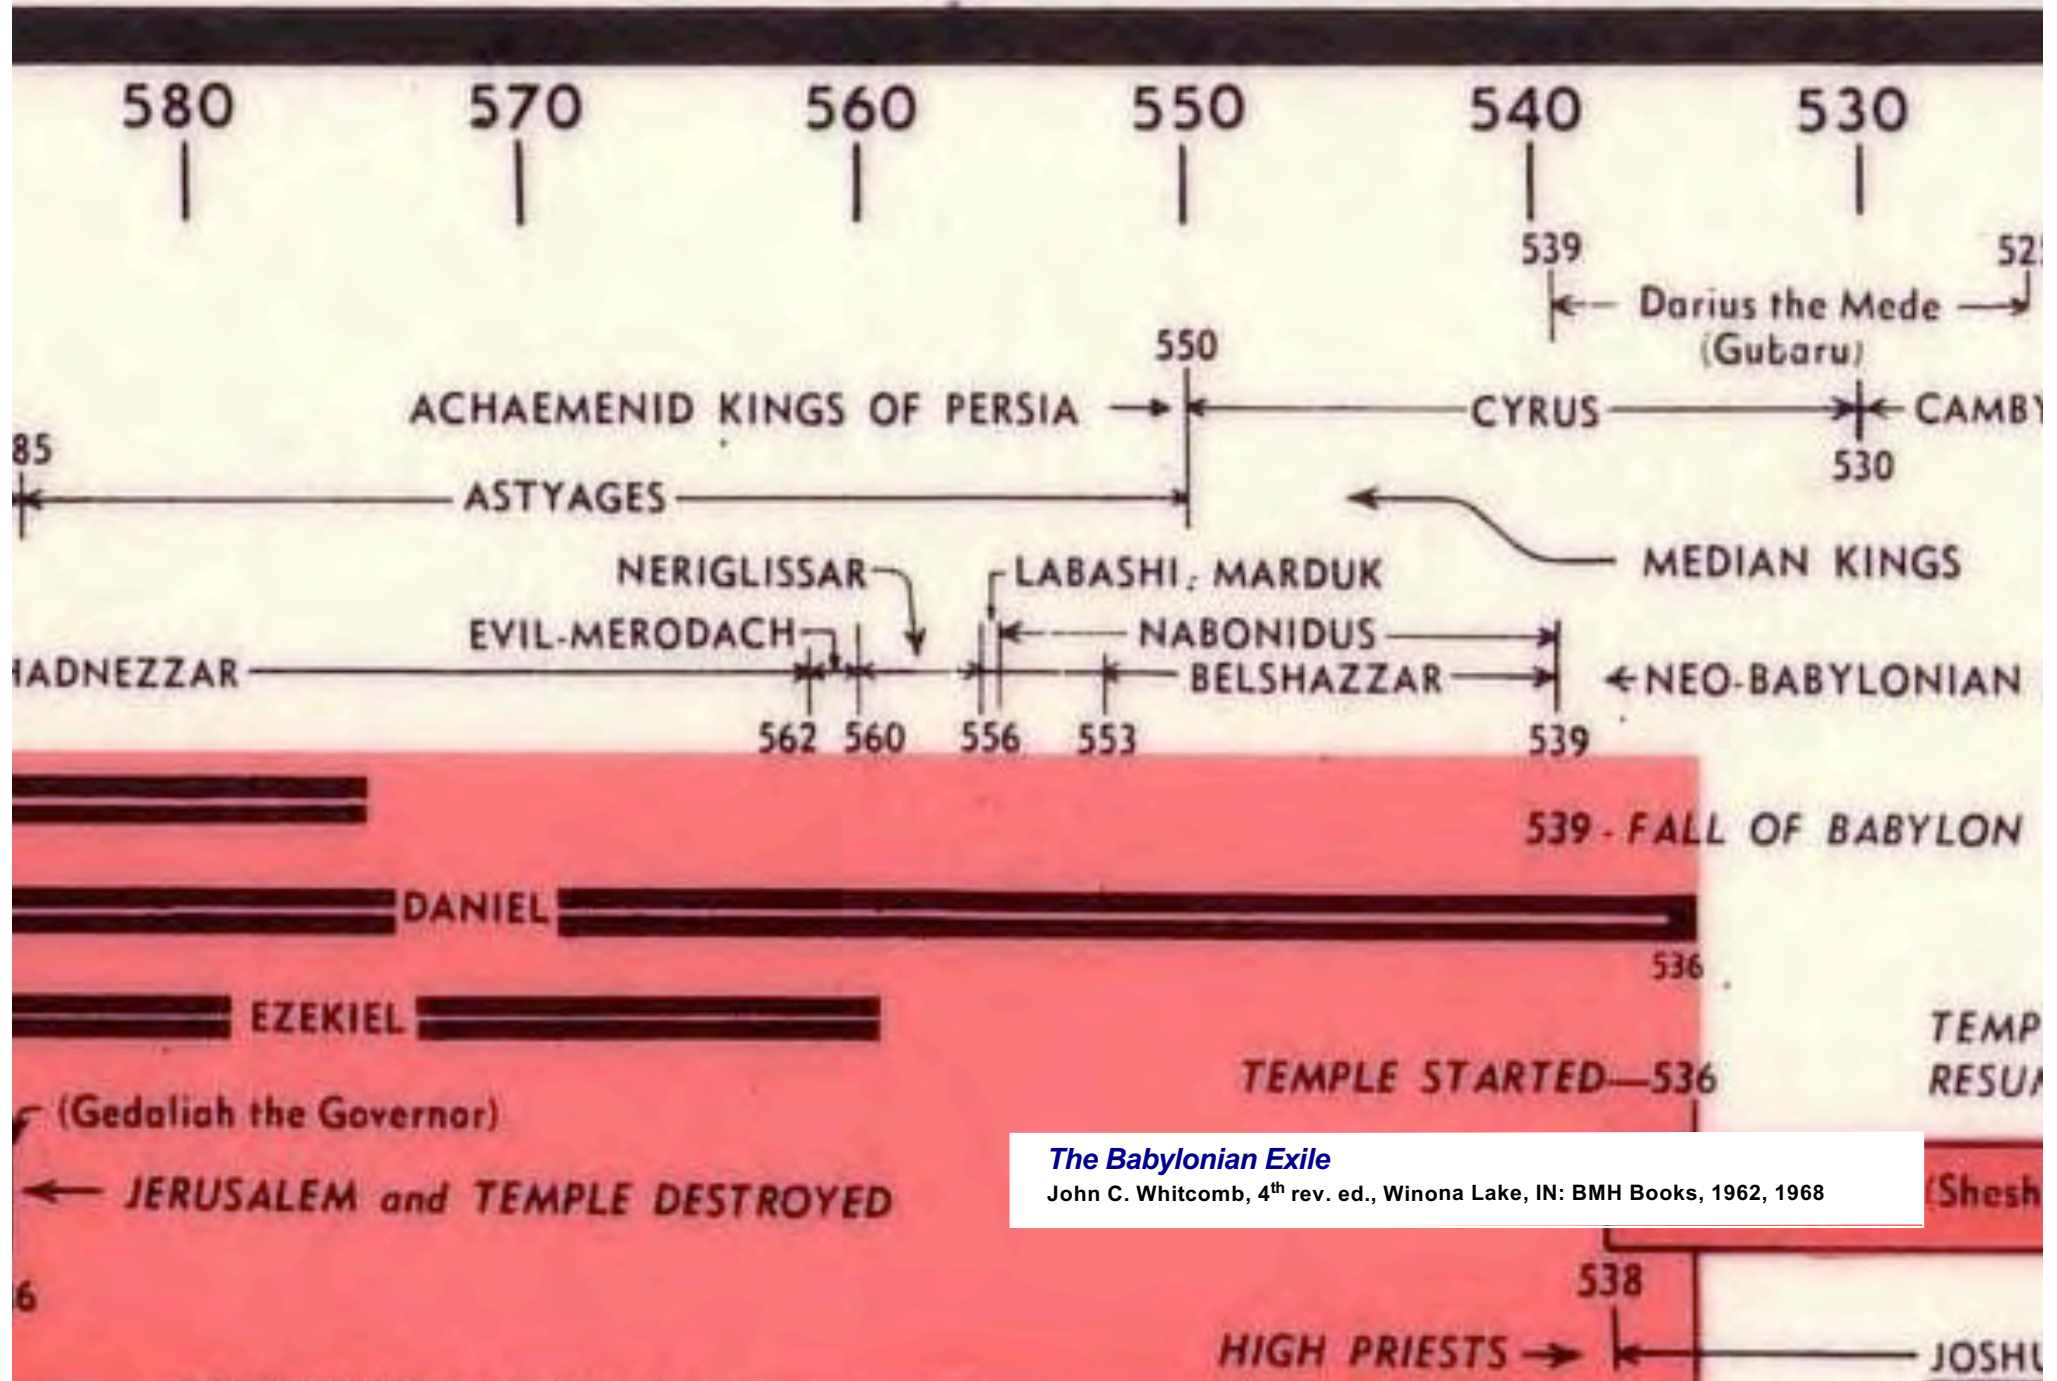 580 570 560 550 540 530
539 52
Darius the Mede
(Gubaru)
550
ACHAEMENID KINGS OF PERSIA CYRUS CAMBY
85
530
ASTYAGES
MEDIAN KINGS
NERIGLISSAR LABASHI, MARDUK
EVIL-MERODACH NABONIDUS
HADNEZZAR BELSHAZZAR NEO-BABYLONIAN
562 560 556 553 539
539 - FALL OF BABYLON
DANIEL
536
EZEKIEL
TEMP
TEMPLE STARTED—536 RESUM
(Gedaliah the Governor)
The Babylonian Exile
JERUSALEM and TEMPLE DESTROYED
John C. Whitcomb, 4th rev. ed., Winona Lake, IN: BMH Books, 1962, 1968
(Shesh
538
6
HIGH PRIESTS JOSHU